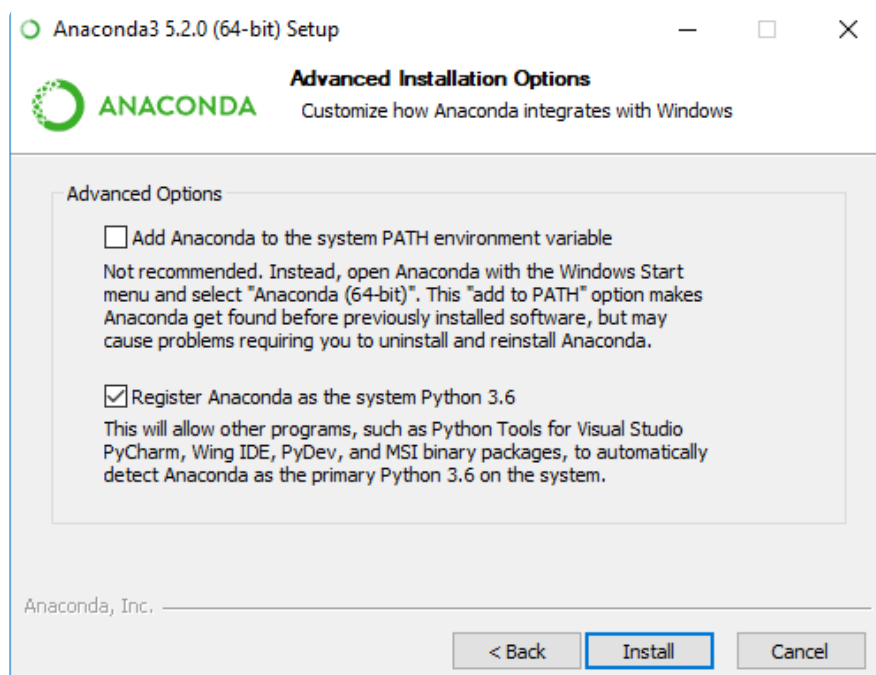 Anaconda3 5.2.0 (64-bit) Setup
Advanced Installation Options
ANACONDA
Customize how Anaconda integrates with Windows
Advanced Options
Add Anaconda to the system PATH environment variable
Not recommended. Instead, open Anaconda with the Windows Start
menu and select "Anaconda (64-bit)". This "add to PATH" option makes
Anaconda get found before previously installed software, but may
cause problems requiring you to uninstall and reinstall Anaconda.
Register Anaconda as the system Python 3.6
This will allow other programs, such as Python Tools for Visual Studio
PyCharm, Wing IDE, PyDev, and MSI binary packages, to automatically
detect Anaconda as the primary Python 3.6 on the system.
Anaconda, Inc.
< Back
Install
Cancel